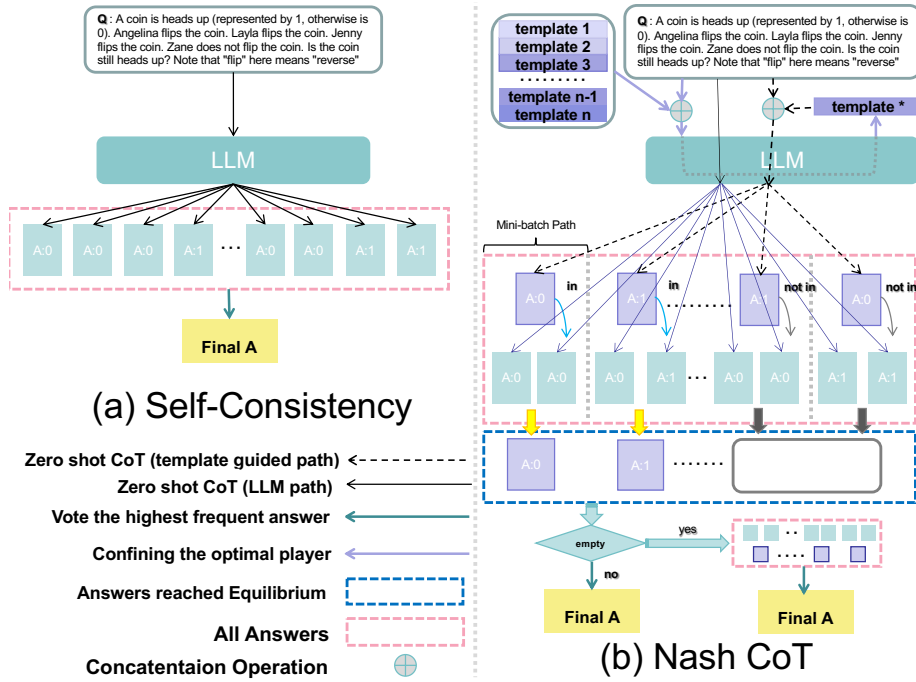 Q : A coin is heads up (represented by 1, otherwise is
0). Angelina flips the coin. Layla flips the coin. Jenny
flips the coin. Zane does not flip the coin. Is the coin
still heads up? Note that "flip" here means "reverse"
LLM
A:0 A:0 A:0 A:1 ... A:0 A:0 A:1 A:1
Final A
(a) Self-Consistency
Zero shot CoT (template guided path)
Zero shot CoT (LLM path)
Vote the highest frequent answer
Confining the optimal player
Answers reached Equilibrium
All Answers
Concatentaion Operation
template 1
template 2
template 3
.........
template n-1
template n
Q : A coin is heads up (represented by 1, otherwise is
0). Angelina flips the coin. Layla flips the coin. Jenny
flips the coin. Zane does not flip the coin. Is the coin
still heads up? Note that "flip" here means "reverse"
template *
LLM
Mini-batch Path
in in not in not in
A:0 A:1 ......... A:1 A:0
A:0 A:0 A:0 A:1 ... A:0 A:0 A:1 A:1
A:0 A:1 .......
empty
yes
no
.. 
....
Final A
Final A
(b) Nash CoT